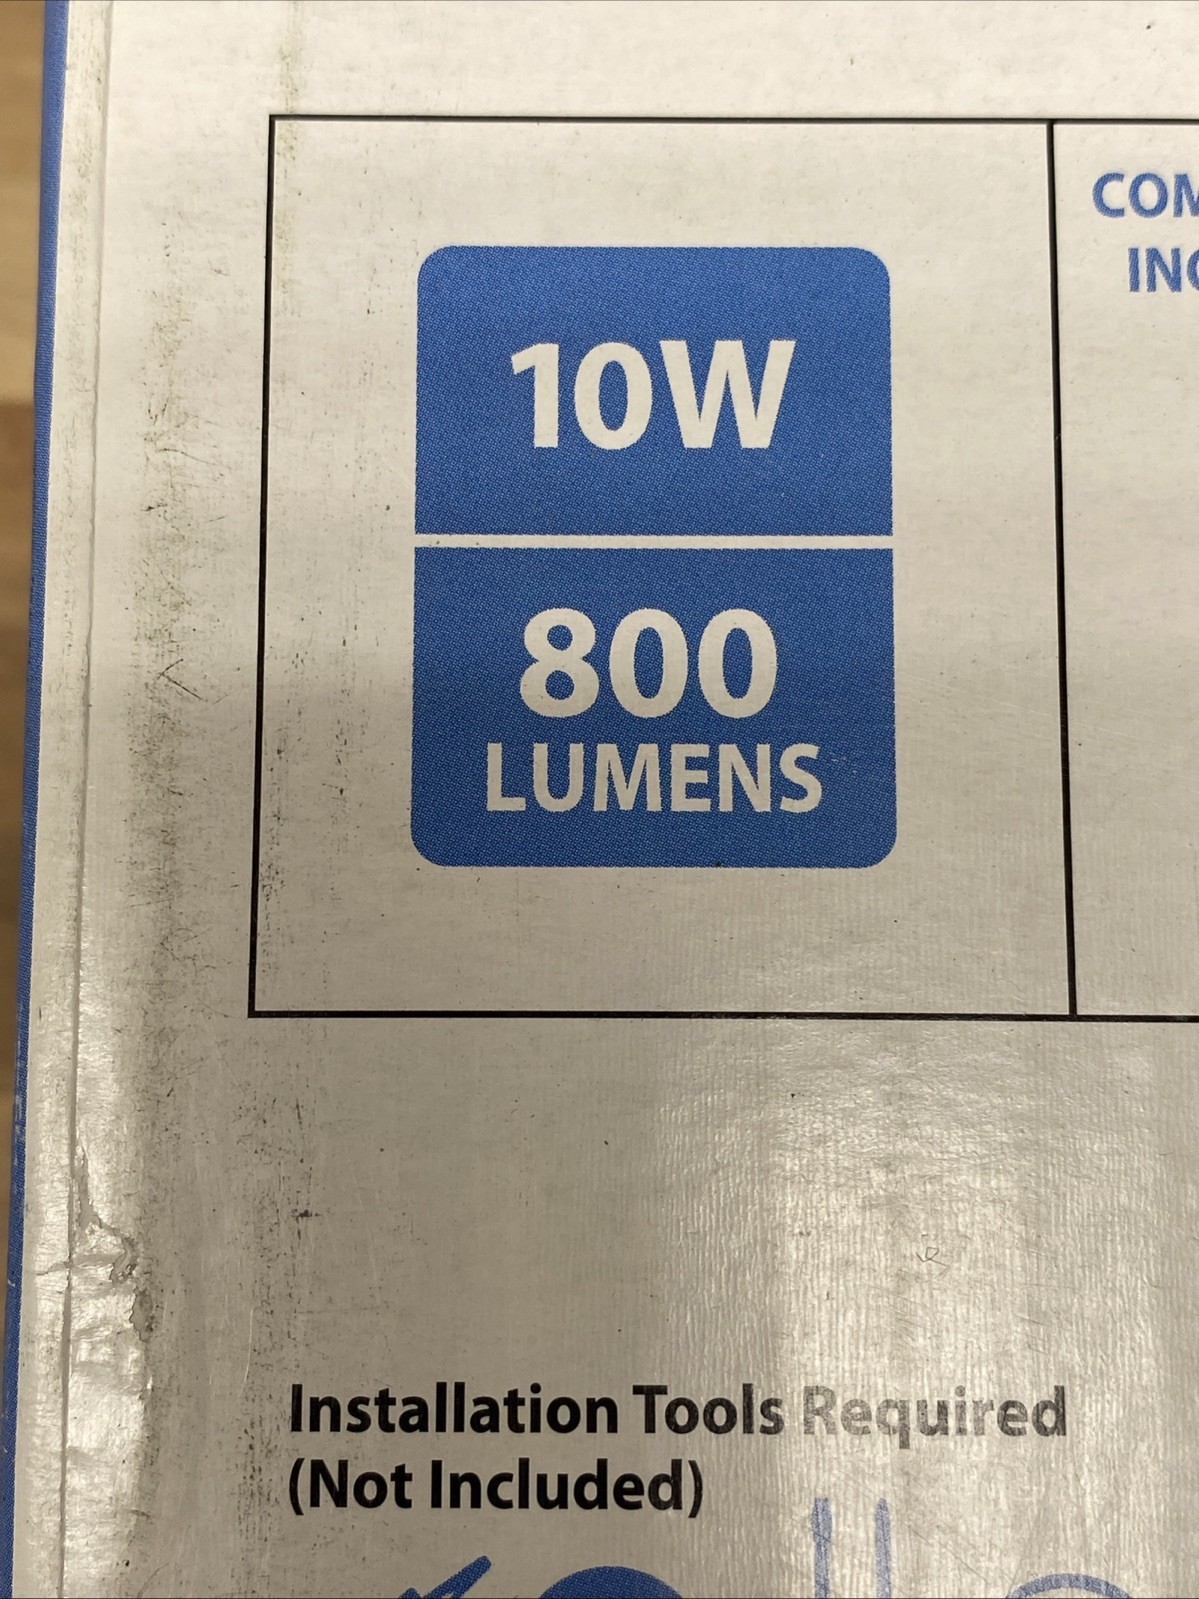 10W
800
LUMENS
Installation Tools Required
(Not Included)